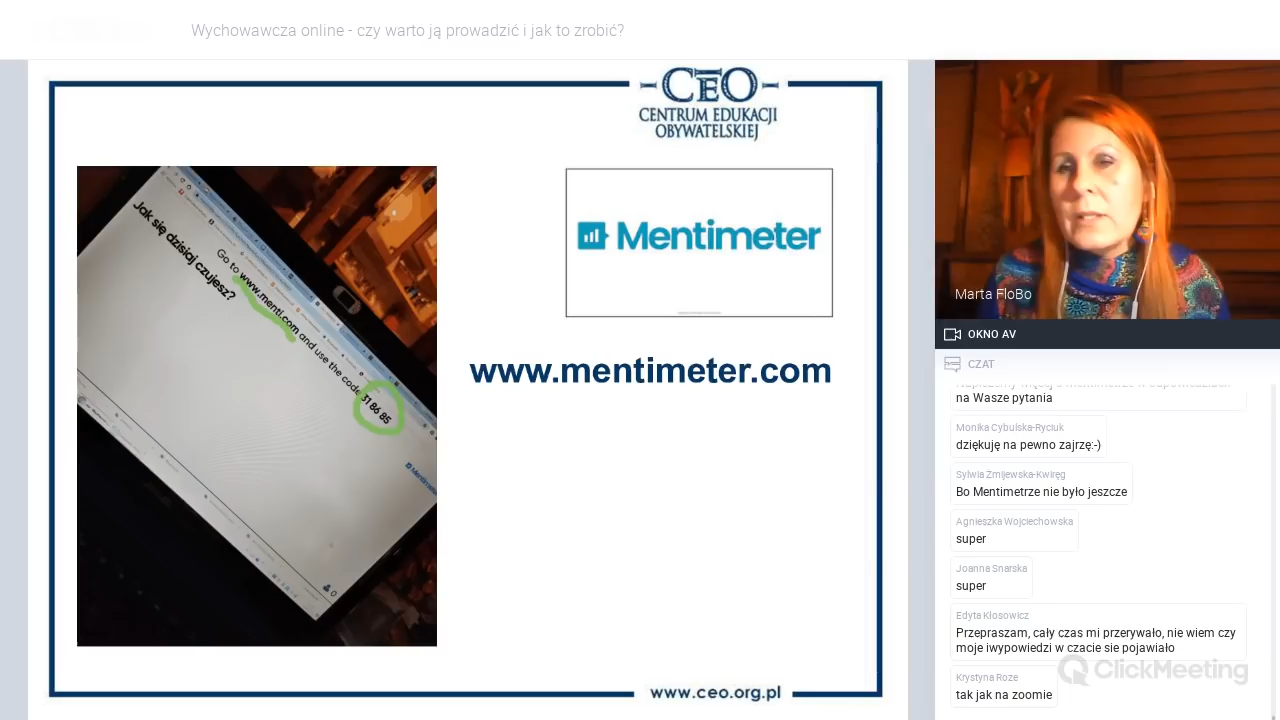 Wychowawcza online - czy warto ją prowadzić i jak to zrobić?
CEO
CENTRUM EDUKACJI
OBYWATELSKIEJ
Jak się dzisiaj czujesz?
Go to www.menti.com and use the code 31 86 85
Mentimeter
0
Mentimeter
www.mentimeter.com
www.ceo.org.pl
Marta FloBo
OKNO AV
CZAT
na Wasze pytania
Monika Cybulska-Ryciuk
dziękuję na pewno zajrzę:-)
Sylwia Żmijewska-Kwiręg
Bo Mentimetrze nie było jeszcze
Agnieszka Wojciechowska
super
Joanna Snarska
super
Edyta Kłosowicz
Przepraszam, cały czas mi przerywało, nie wiem czy
moje iwypowiedzi w czacie sie pojawiało
Krystyna Roze
tak jak na zoomie
ClickMeeting